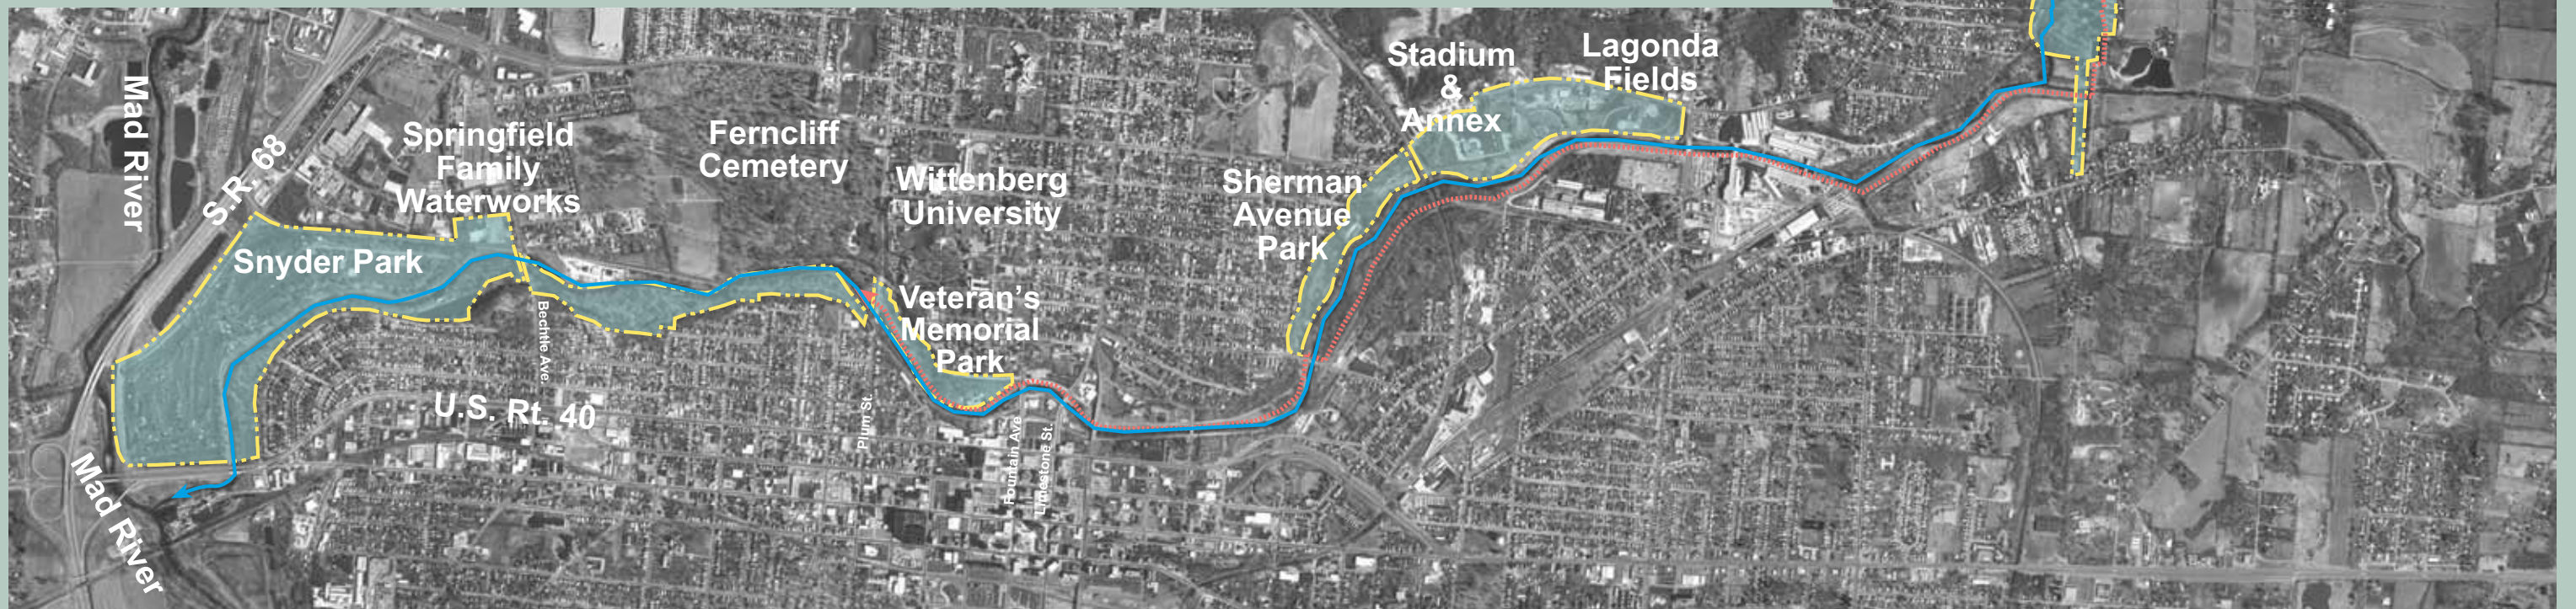 Mad River
S.R. 68
Springfield
Family
Waterworks
Snyder Park
Ferncliff
Cemetery
Wittenberg
University
Veteran’s
Memorial
Park
Stadium
&
Annex
Lagonda
Fields
Sherman
Avenue
Park
Bechtle Ave.
U.S. Rt. 40
Plum St.
Fountain Ave
Limestone St.
Mad River